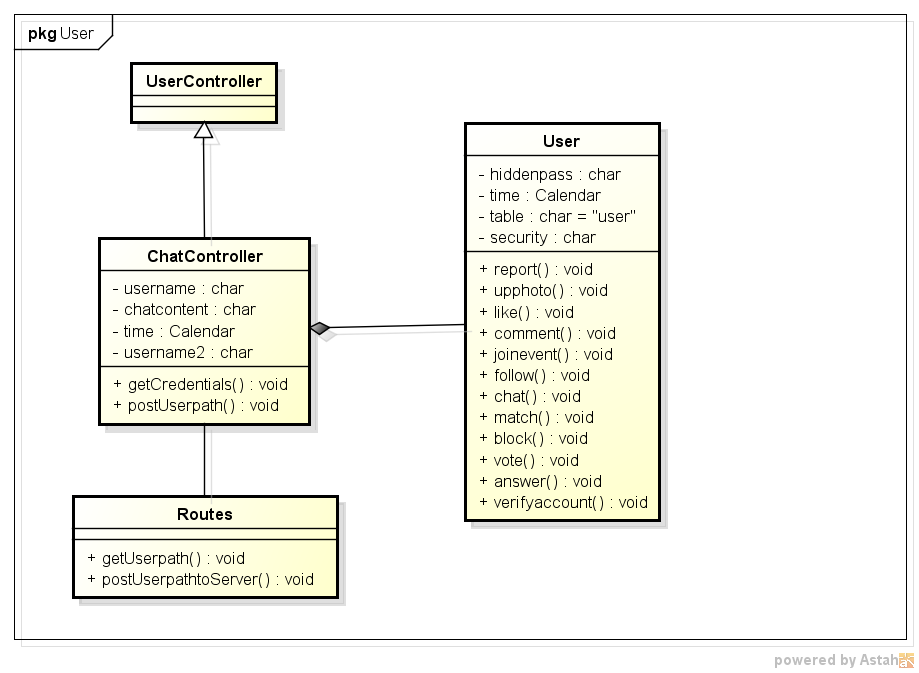 pkg User
UserController
ChatController
- username : char
- chatcontent : char
- time : Calendar
- username2 : char
+ getCredentials() : void
+ postUserpath() : void
Routes
+ getUserpath() : void
+ postUserpathtoServer() : void
User
- hiddenpass : char
- time : Calendar
- table : char = "user"
- security : char
+ report() : void
+ upphoto() : void
+ like() : void
+ comment() : void
+ joinevent() : void
+ follow() : void
+ chat() : void
+ match() : void
+ block() : void
+ vote() : void
+ answer() : void
+ verifyaccount() : void
powered by Astah